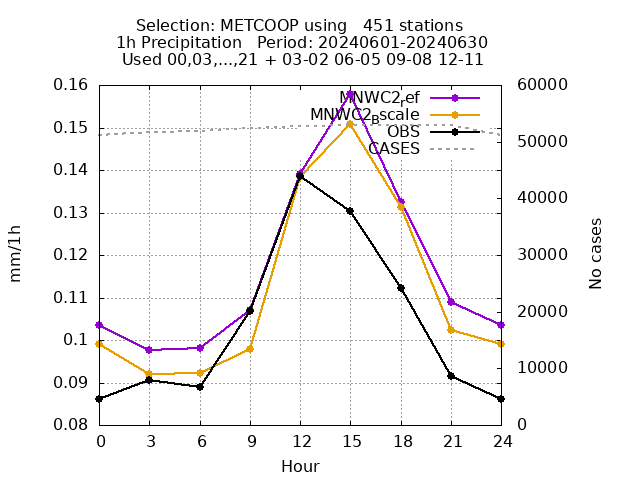 Selection: METCOOP using   451 stations
1h Precipitation   Period: 20240601-20240630
Used 00,03,...,21 + 03-02 06-05 09-08 12-11
MNWC2ref
MNWC2Bscale
OBS
CASES
0.16
0.15
0.14
0.13
0.12
0.11
0.1
0.09
0.08
mm/1h
60000
50000
40000
30000
20000
10000
0
No cases
0 3 6 9 12 15 18 21 24
Hour